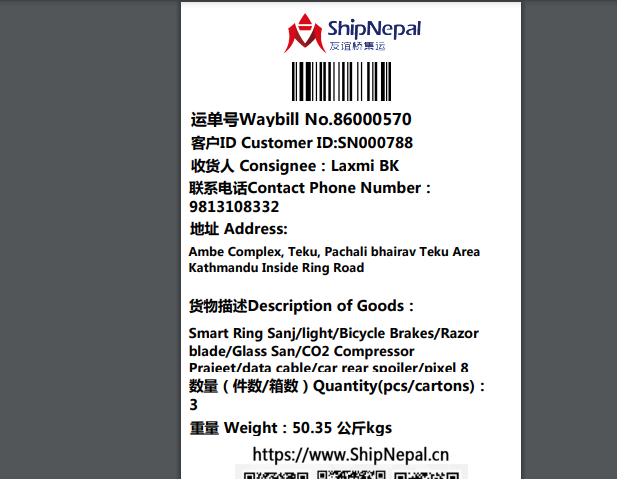 ShipNepal
友谊桥集运
运单号Waybill No.86000570
客户ID Customer ID:SN000788
收货人 Consignee：Laxmi BK
联系电话Contact Phone Number：
9813108332
地址 Address:
Ambe Complex, Teku, Pachali bhairav Teku Area
Kathmandu Inside Ring Road
货物描述Description of Goods：
Smart Ring Sanj/light/Bicycle Brakes/Razor
blade/Glass San/CO2 Compressor
Prajeet/data cable/car rear spoiler/pixel 8
数量（件数/箱数）Quantity(pcs/cartons)：
3
重量 Weight：50.35 公斤kgs
https://www.ShipNepal.cn